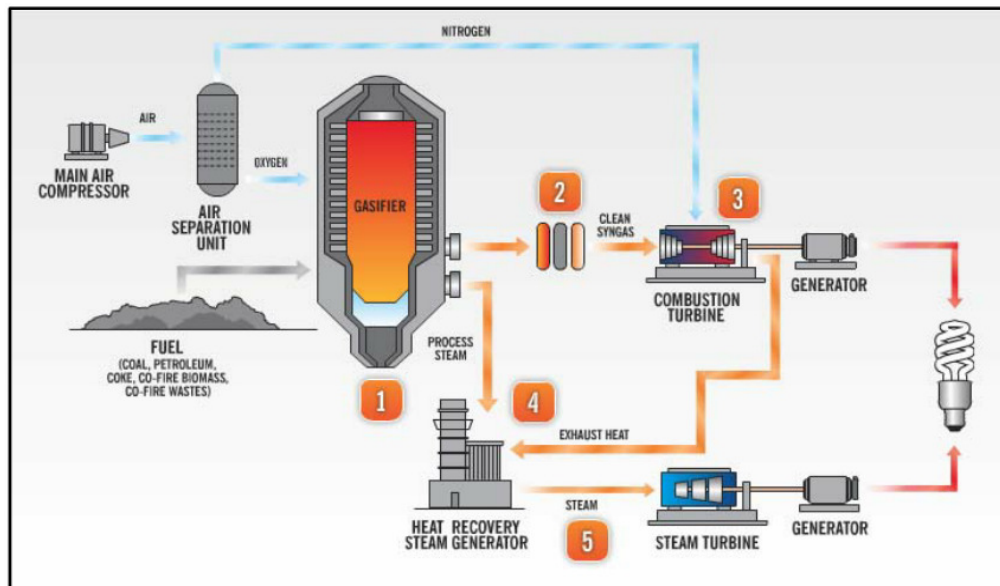 NITROGEN
AIR
MAIN AIR
COMPRESSOR
OXYGEN
AIR
SEPARATION
UNIT
GASIFIER
2
CLEAN
SYNGAS
3
COMBUSTION
TURBINE
GENERATOR
FUEL
(COAL, PETROLEUM,
COKE, CO-FIRE BIOMASS,
CO-FIRE WASTES)
1
PROCESS
STEAM
4
EXHAUST HEAT
HEAT RECOVERY
STEAM GENERATOR
STEAM
5
STEAM TURBINE
GENERATOR